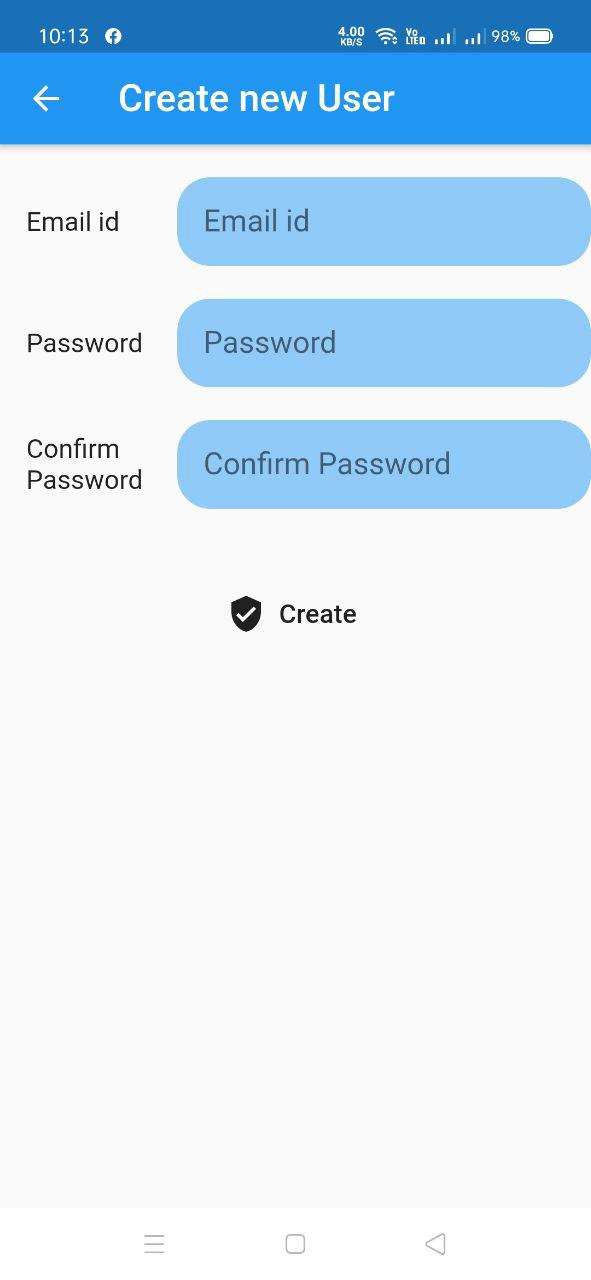 10:13 4.00 KB/S Vo LTE 98%
Create new User
Email id Email id
Password Password
Confirm Password Confirm Password
Create